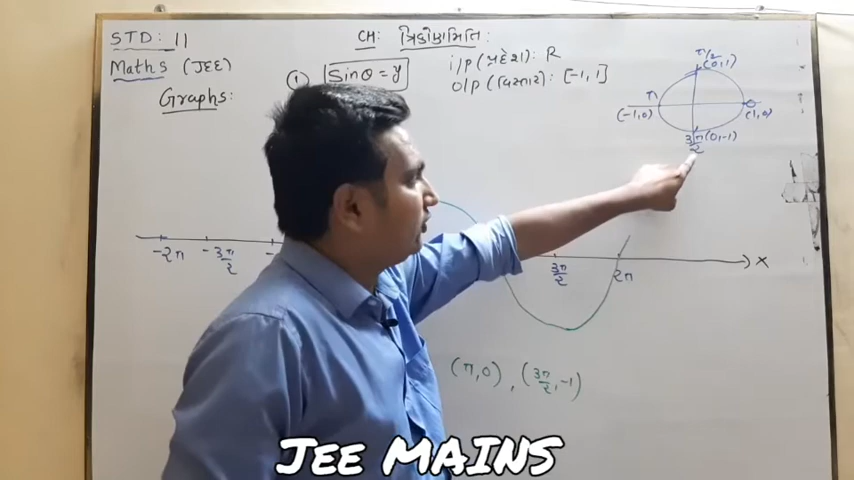 STD: 11
CH: ત્રિકોણમિતિ:
Maths (JEE)
Graphs:
① Sinθ = y
i/p (પ્રદેશ): R
o/p (વિસ્તાર): [-1, 1]
π/2
(0,1)
π
(-1,0)
0
(1,0)
3π/2 (0,-1)
-2π
-3π/2
3π/2
2π
X
(π,0), (3π/2,-1)
JEE MAINS